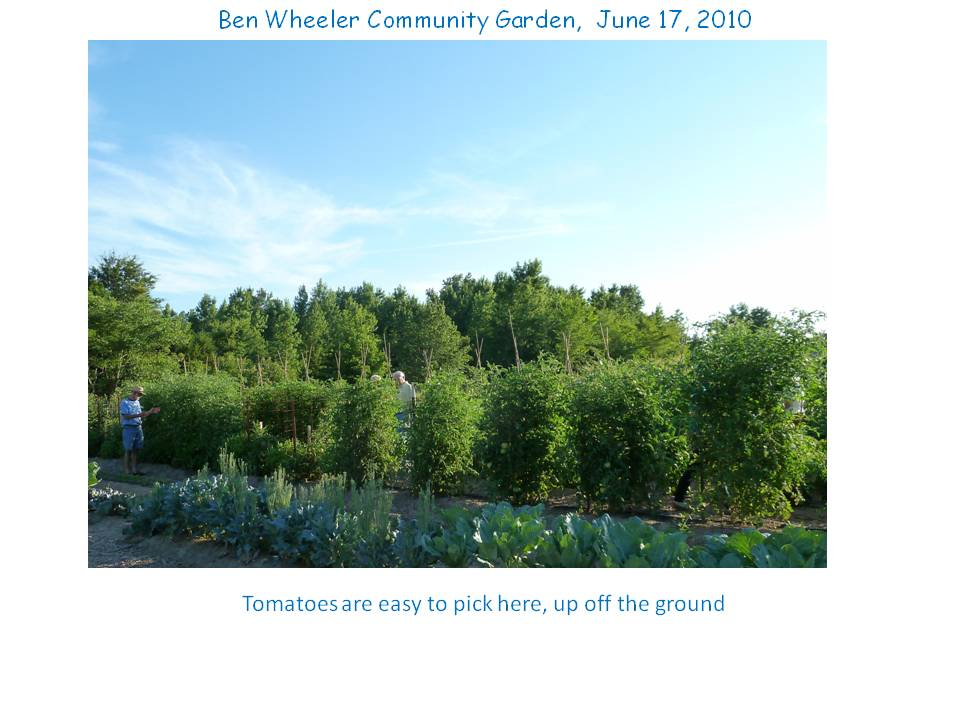 Ben Wheeler Community Garden, June 17, 2010
Tomatoes are easy to pick here, up off the ground